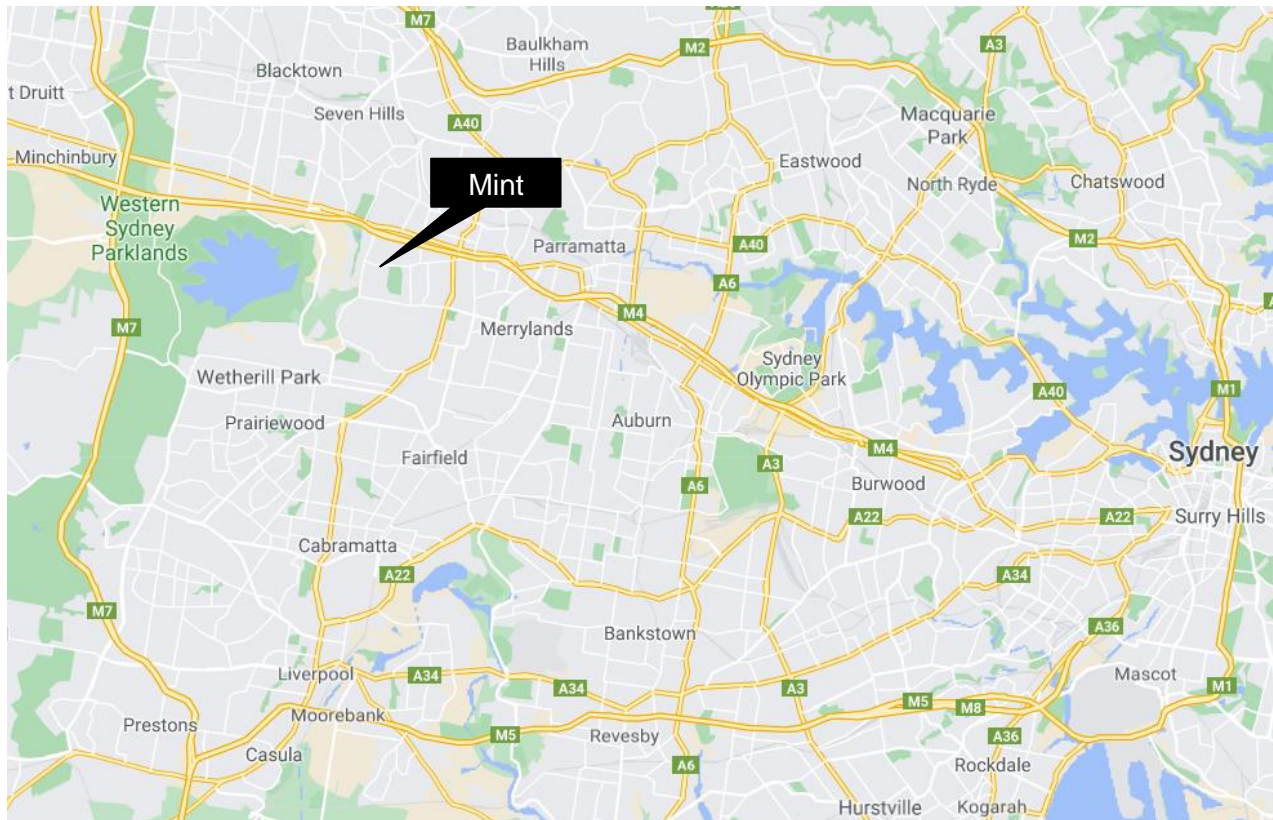 M7
Baulkham
Hills
M2
A3
Blacktown
t Druitt
Seven Hills
A40
Macquarie
Park
Minchinbury
Mint
Eastwood
North Ryde
Chatswood
Western
Sydney
Parklands
Parramatta
A40
M2
A6
M7
Merrylands
M4
Sydney
Olympic Park
Wetherill Park
M1
A40
Prairiewood
Auburn
Fairfield
M4
Sydney
A3
A6
Burwood
A22
A22
Surry Hills
Cabramatta
A22
A34
M7
Bankstown
A36
Liverpool
A34
A34
A3
Mascot
M1
Prestons
Moorebank
M5
M8
M5
Revesby
A36
Casula
A6
Rockdale
Hurstville
Kogarah